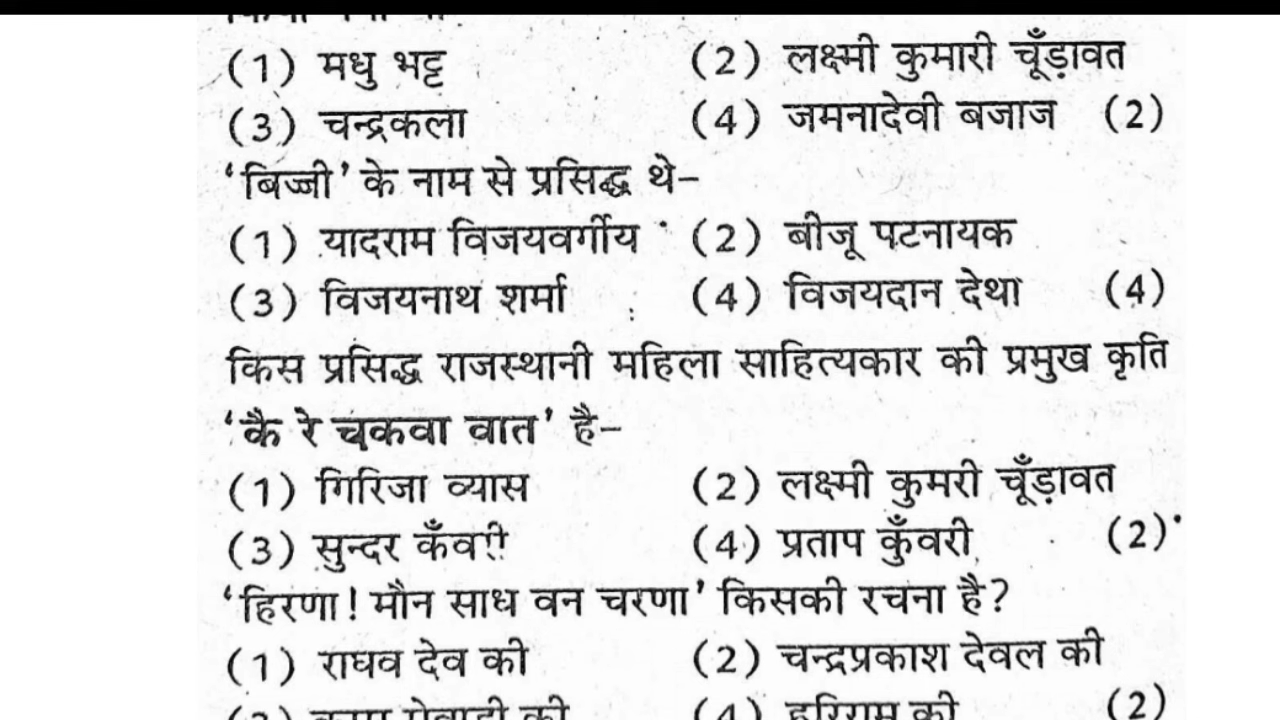 (1) मधु भट्ट (2) लक्ष्मी कुमारी चूँड़ावत
(3) चन्द्रकला (4) जमनादेवी बजाज (2)
‘बिज्जी’ के नाम से प्रसिद्ध थे–
(1) यादराम विजयवर्गीय (2) बीजू पटनायक
(3) विजयनाथ शर्मा (4) विजयदान देथा (4)
किस प्रसिद्ध राजस्थानी महिला साहित्यकार की प्रमुख कृति
‘कै रे चकवा वात’ है–
(1) गिरिजा व्यास (2) लक्ष्मी कुमरी चूँड़ावत
(3) सुन्दर कँवरी (4) प्रताप कुँवरी (2)
‘हिरणा! मौन साध वन चरणा’ किसकी रचना है?
(1) राघव देव की (2) चन्द्रप्रकाश देवल की
(4) हरिराम की (2)